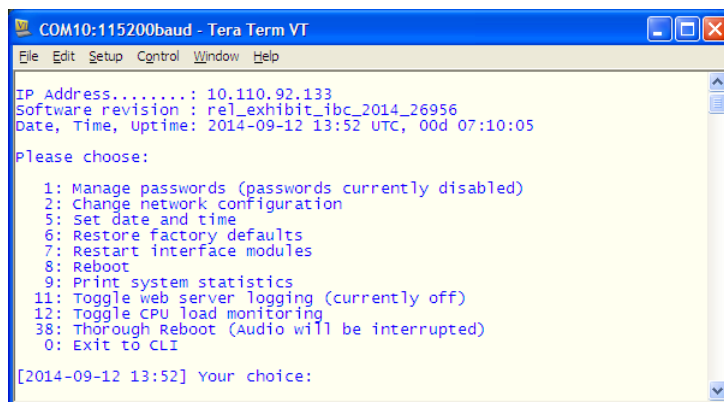 COM10:115200baud - Tera Term VT
File Edit Setup Control Window Help
IP Address........: 10.110.92.133
Software revision : rel_exhibit_ibc_2014_26956
Date, Time, Uptime: 2014-09-12 13:52 UTC, 00d 07:10:05
Please choose:
1: Manage passwords (passwords currently disabled)
2: Change network configuration
5: Set date and time
6: Restore factory defaults
7: Restart interface modules
8: Reboot
9: Print system statistics
11: Toggle web server logging (currently off)
12: Toggle CPU load monitoring
38: Thorough Reboot (Audio will be interrupted)
0: Exit to CLI
[2014-09-12 13:52] Your choice: